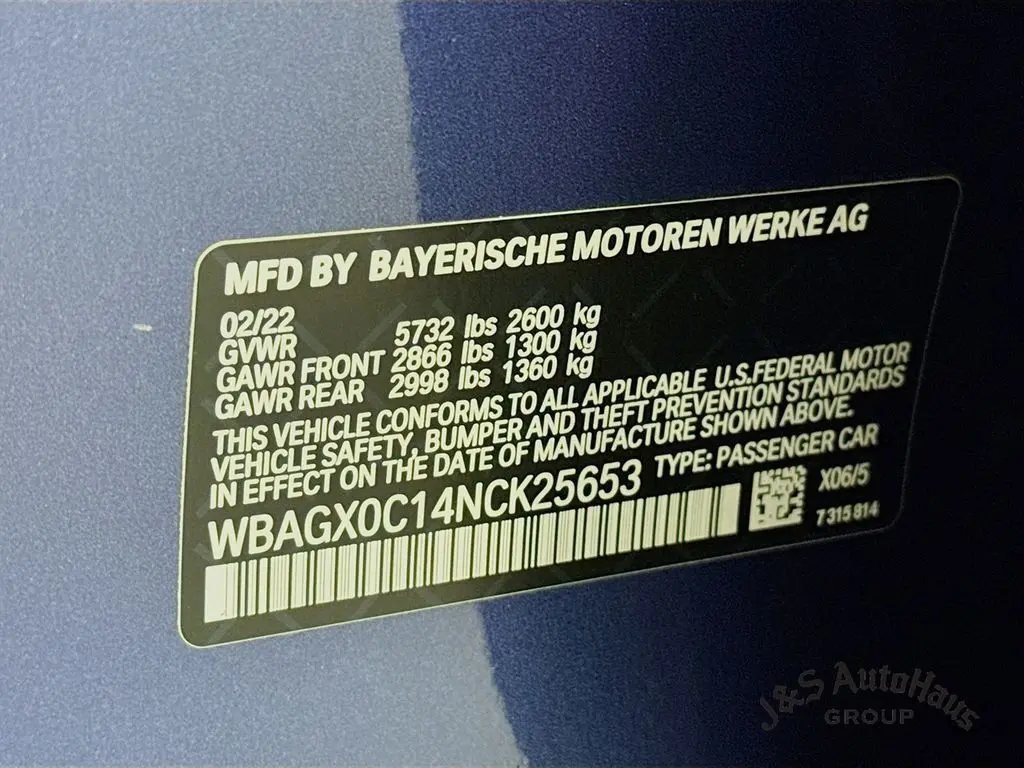 MFD BY BAYERISCHE MOTOREN WERKE AG
02/22
GVWR 5732 lbs 2600 kg
GAWR FRONT 2866 lbs 1300 kg
GAWR REAR 2998 lbs 1360 kg
THIS VEHICLE CONFORMS TO ALL APPLICABLE U.S.FEDERAL MOTOR
VEHICLE SAFETY, BUMPER AND THEFT PREVENTION STANDARDS
IN EFFECT ON THE DATE OF MANUFACTURE SHOWN ABOVE.
WBAGX0C14NCK25653 TYPE: PASSENGER CAR
X06/5
7 315 814
J&S AutoHaus
GROUP